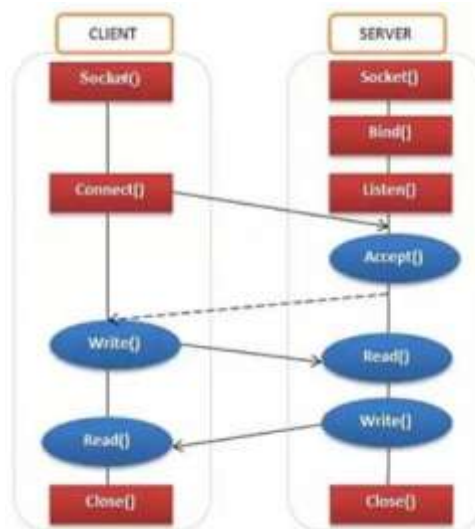 CLIENT
SERVER
Socket()
Socket()
Bind()
Connect()
Listen()
Accept()
Write()
Read()
Write()
Read()
Close()
Close()